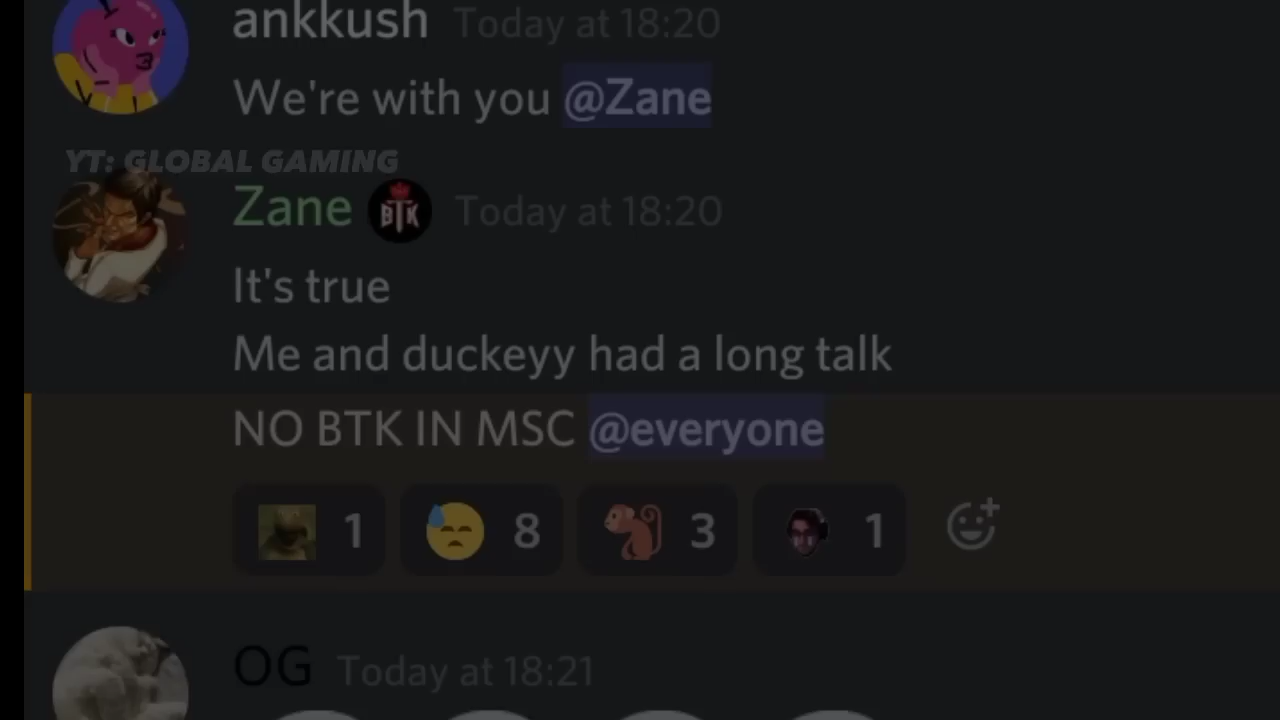 ankkush Today at 18:20
We're with you @Zane
YT: GLOBAL GAMING
Zane BTK Today at 18:20
It's true
Me and duckeyy had a long talk
NO BTK IN MSC @everyone
1 8 3 1
OG Today at 18:21